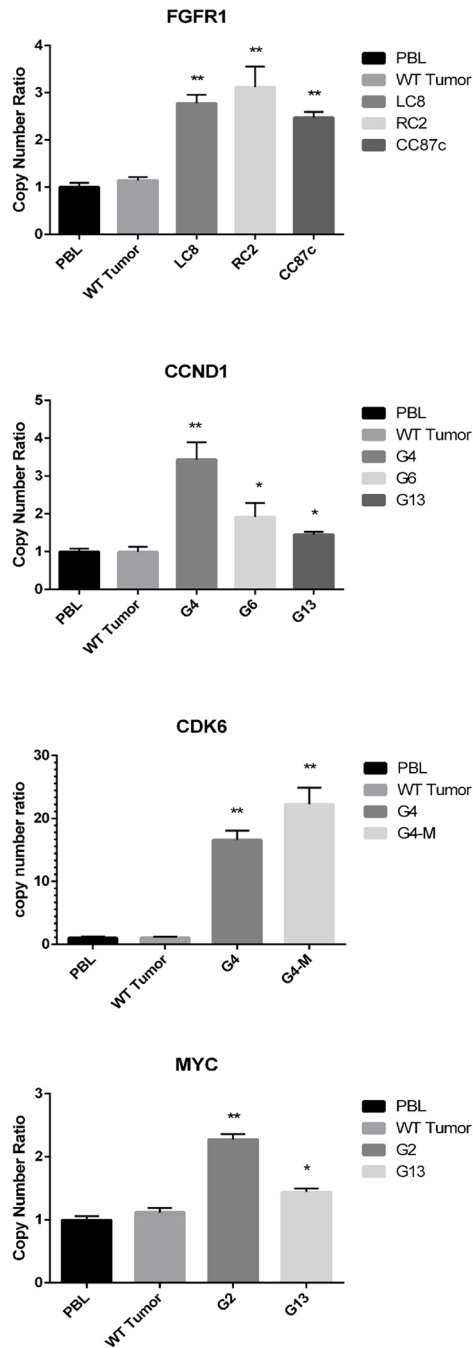 FGFR1
Copy Number Ratio
4
3
2
1
0
** ** **
PBL
WT Tumor
LC8
RC2
CC87c
PBL
WT Tumor
LC8
RC2
CC87c
CCND1
Copy Number Ratio
5
4
3
2
1
0
** * *
PBL
WT Tumor
G4
G6
G13
PBL
WT Tumor
G4
G6
G13
CDK6
copy number ratio
30
20
10
0
** **
PBL
WT Tumor
G4
G4-M
PBL
WT Tumor
G4
G4-M
MYC
Copy Number Ratio
3
2
1
0
** *
PBL
WT Tumor
G2
G13
PBL
WT Tumor
G2
G13